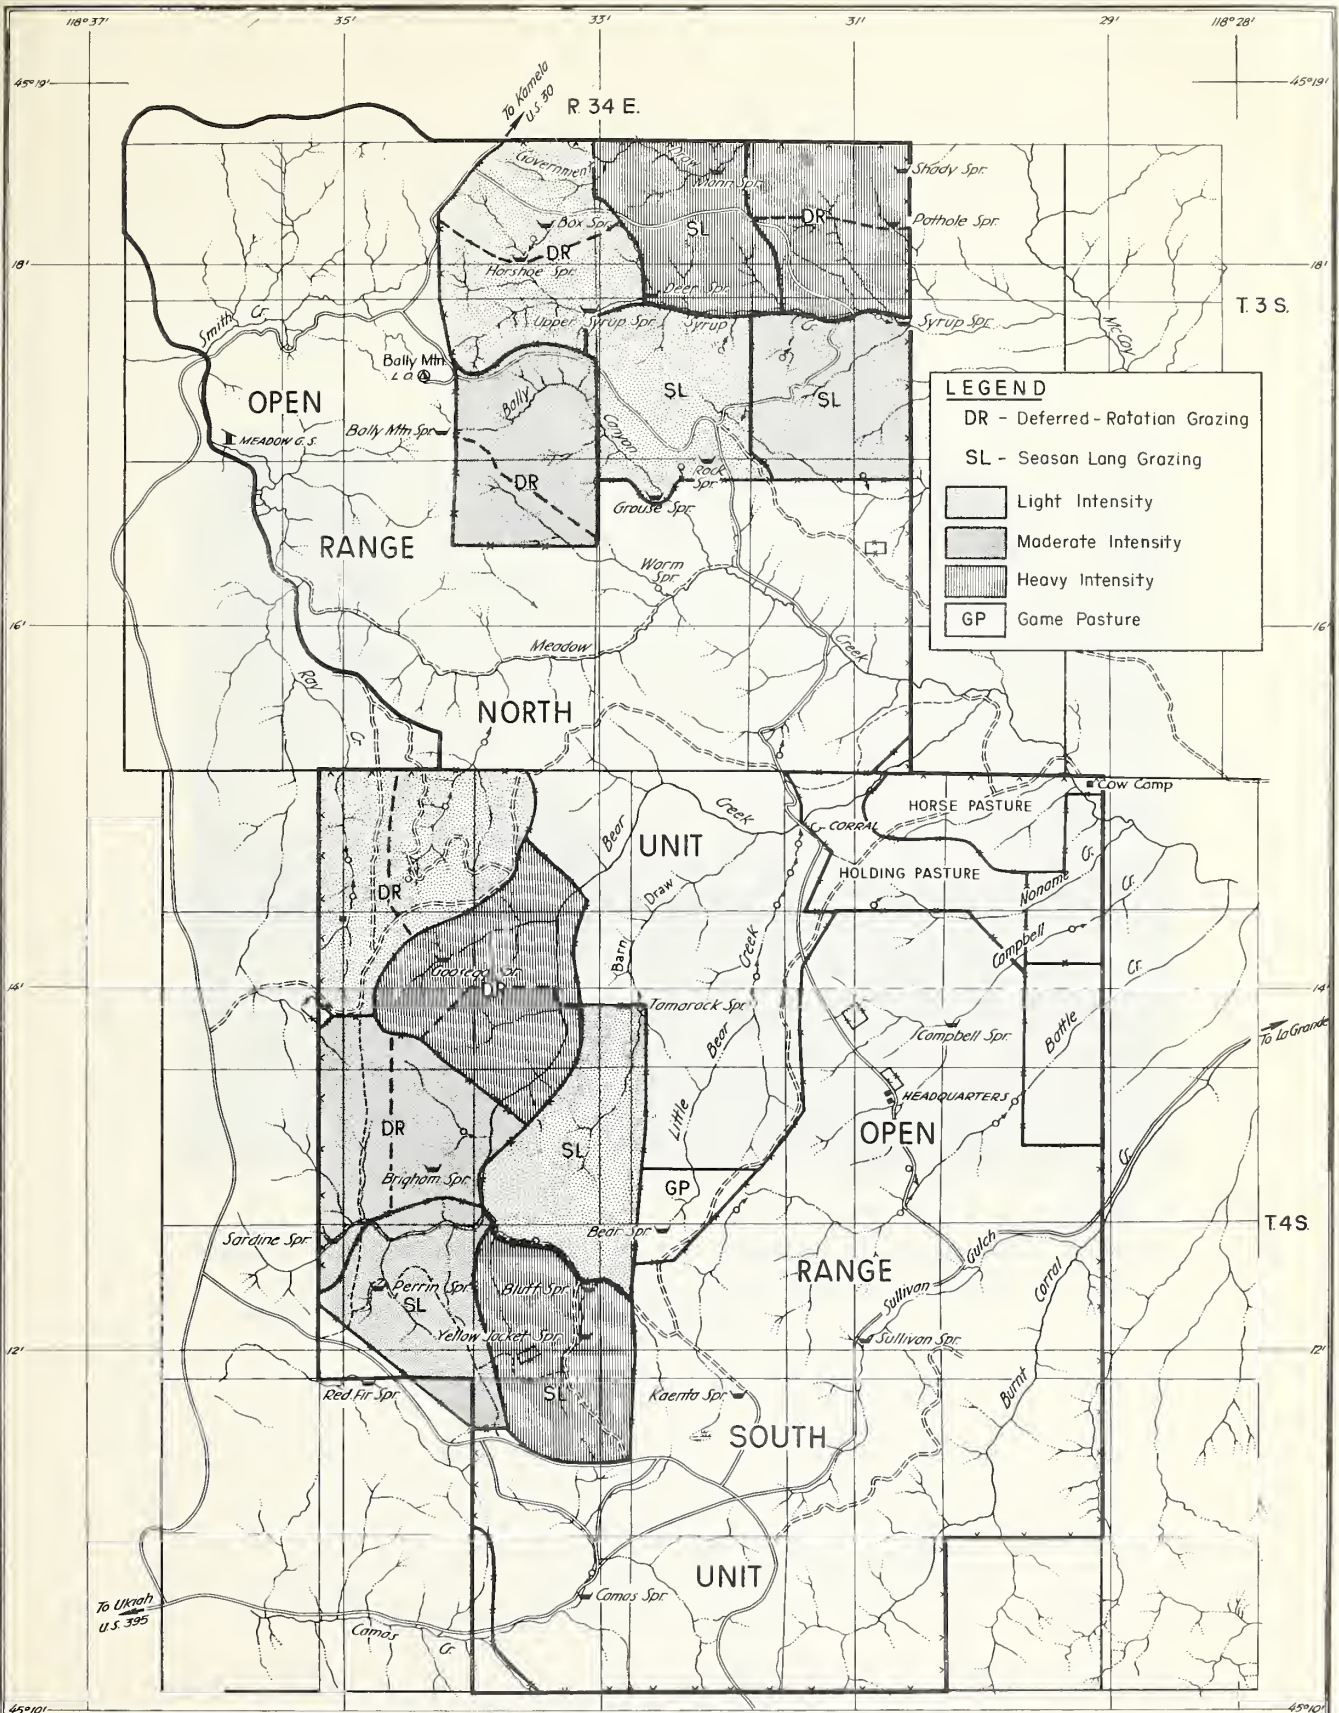 118° 37'
35'
33'
31'
29'
118° 28'
45° 19'
45° 19'
To Kamela
U.S. 30
R. 34 E.
Government
Draw
Mann Spr.
Shady Spr.
Box Spr.
SL
DR
Pothole Spr.
DR
18'
Horshoe Spr.
18'
Deer Spr.
T. 3 S.
Smith
Cr.
Upper Syrup Spr.
Syrup
Cr.
Syrup Spr.
McCoy
Bally Mtn.
L.O.
LEGEND
OPEN
Bally
SL
SL
DR - Deferred-Rotation Grazing
MEADOW G.S.
Bally Mtn Spr.
Canyon
SL - Seasan Lang Grazing
DR
Rock
Spr.
Light Intensity
Grouse Spr.
RANGE
Maderate Intensity
Warm
Spr.
Heavy Intensity
GP
Game Pasture
16'
16'
Meadow
Creek
Ray
Cr.
NORTH
Cow Comp
HORSE PASTURE
Creek
Bear
UNIT
CORRAL
Cr.
HOLDING PASTURE
DR
Draw
Noname
Cr.
Barn
Creek
Campbell
Cr.
14'
DR
14'
Tamarack Spr.
Campbell Spr.
Battle
To La Grande
Bear
HEADQUARTERS
Little
DR
OPEN
SL
Cr.
Brigham Spr.
GP
Bear Spr.
T. 4 S.
Sardine Spr.
Gulch
RANGE
Perrin Spr.
Bluff Spr.
Corral
SL
Sullivan
Yellow Jacket Spr.
Sullivan Spr.
12'
12'
Red Fir Spr.
SL
Kaenta Spr.
Burnt
SOUTH
UNIT
Camas Spr.
To Ukiah
U.S. 395
Camas
Cr.
45° 10'
45° 10'